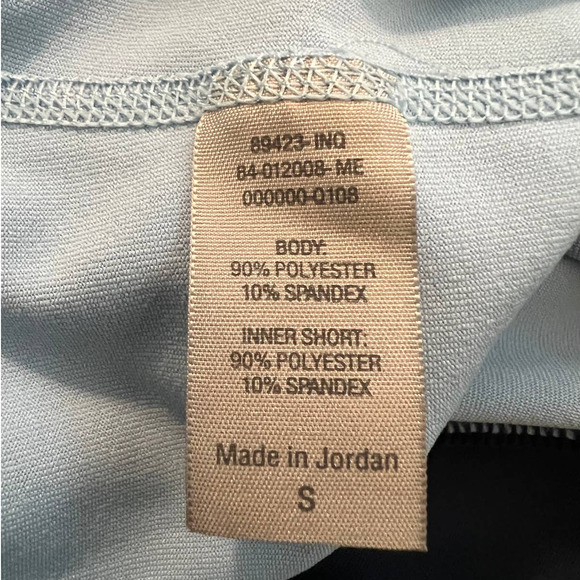 89423-INQ
64-012008-ME
000000-Q108
BODY:
90% POLYESTER
10% SPANDEX
INNER SHORT:
90% POLYESTER
10% SPANDEX
Made in Jordan
S